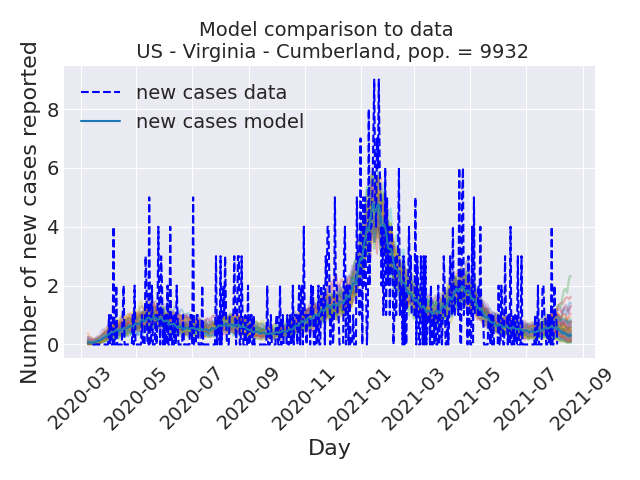 Model comparison to data
US - Virginia - Cumberland, pop. = 9932
Number of new cases reported
new cases data
new cases model
8
6
4
2
0
2020-03
2020-05
2020-07
2020-09
2020-11
2021-01
2021-03
2021-05
2021-07
2021-09
Day